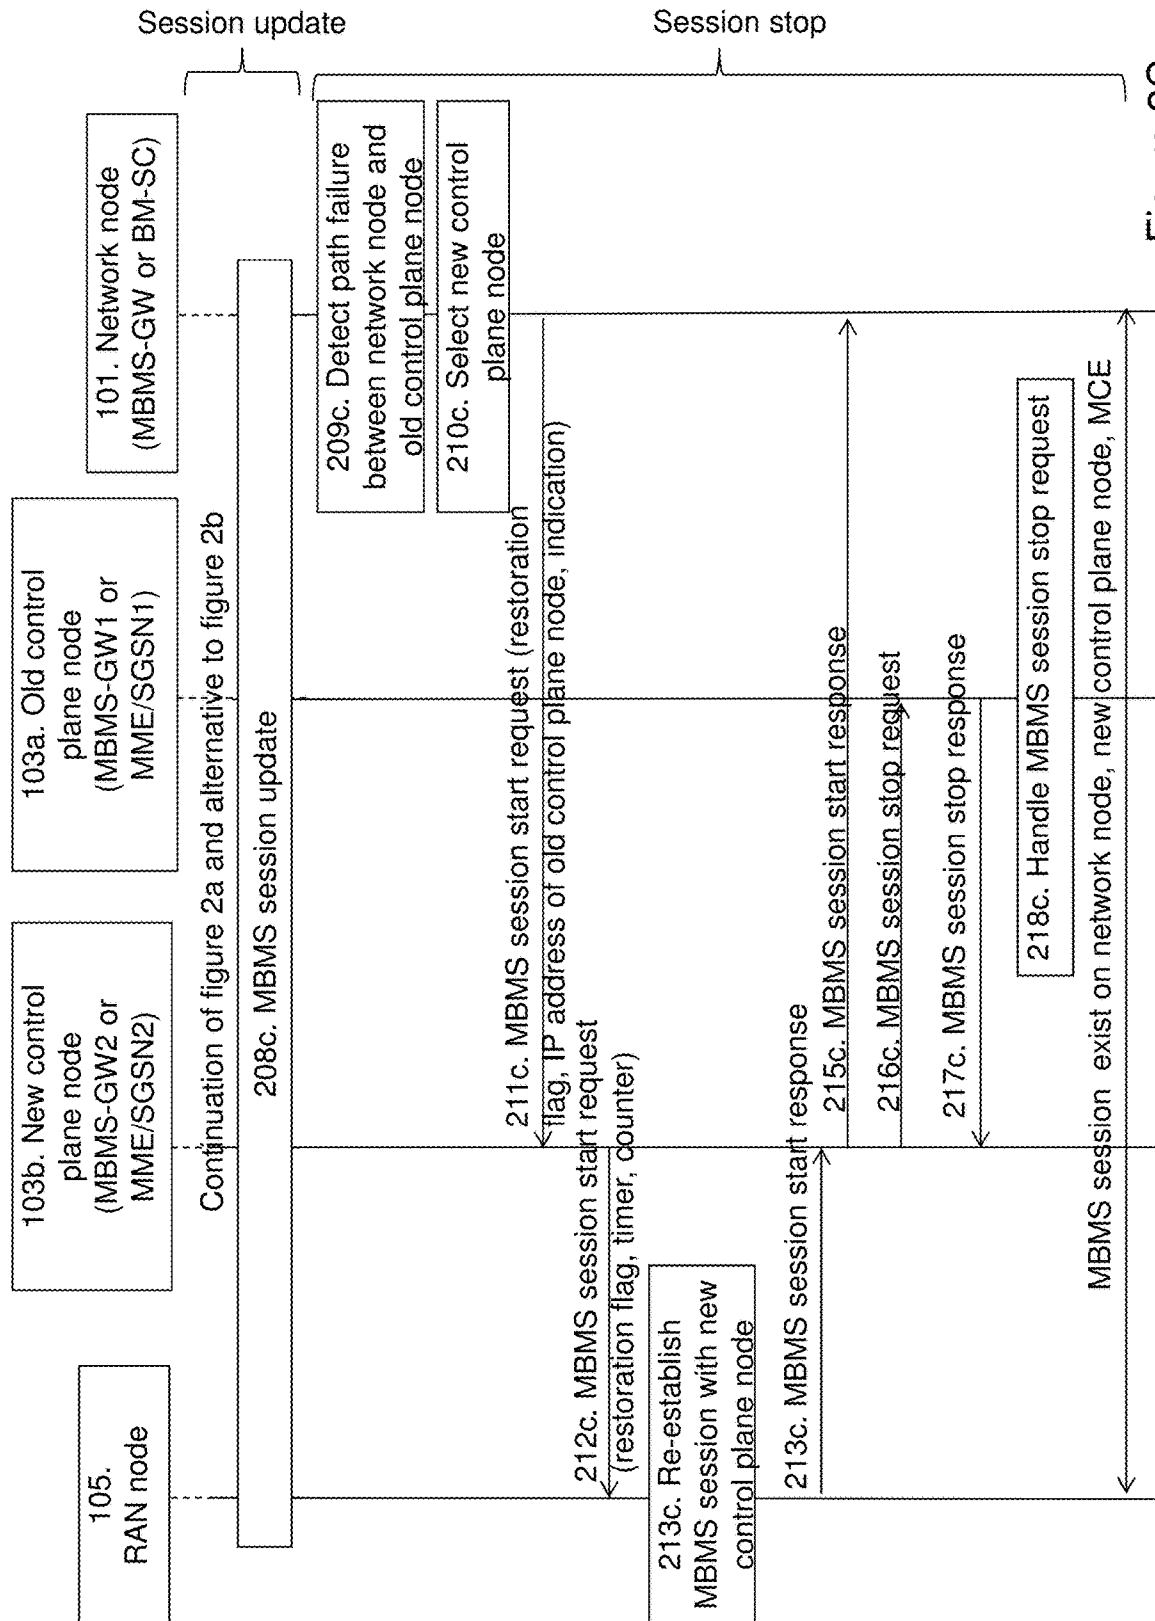 105.
RAN node
103b. New control
plane node
(MBMS-GW2 or
MME/SGSN2)
103a. Old control
plane node
(MBMS-GW1 or
MME/SGSN1)
101. Network node
(MBMS-GW or BM-SC)
Continuation of figure 2a and alternative to figure 2b
208c. MBMS session update
Session update
209c. Detect path failure
between network node and
old control plane node
210c. Select new control
plane node
Session stop
211c. MBMS session start request (restoration
flag, IP address of old control plane node, indication)
212c. MBMS session start request
(restoration flag, timer, counter)
213c. Re-establish
MBMS session with new
control plane node
213c. MBMS session start response
215c. MBMS session start response
216c. MBMS session stop request
217c. MBMS session stop response
218c. Handle MBMS session stop request
MBMS session exist on network node, new control plane node, MCE